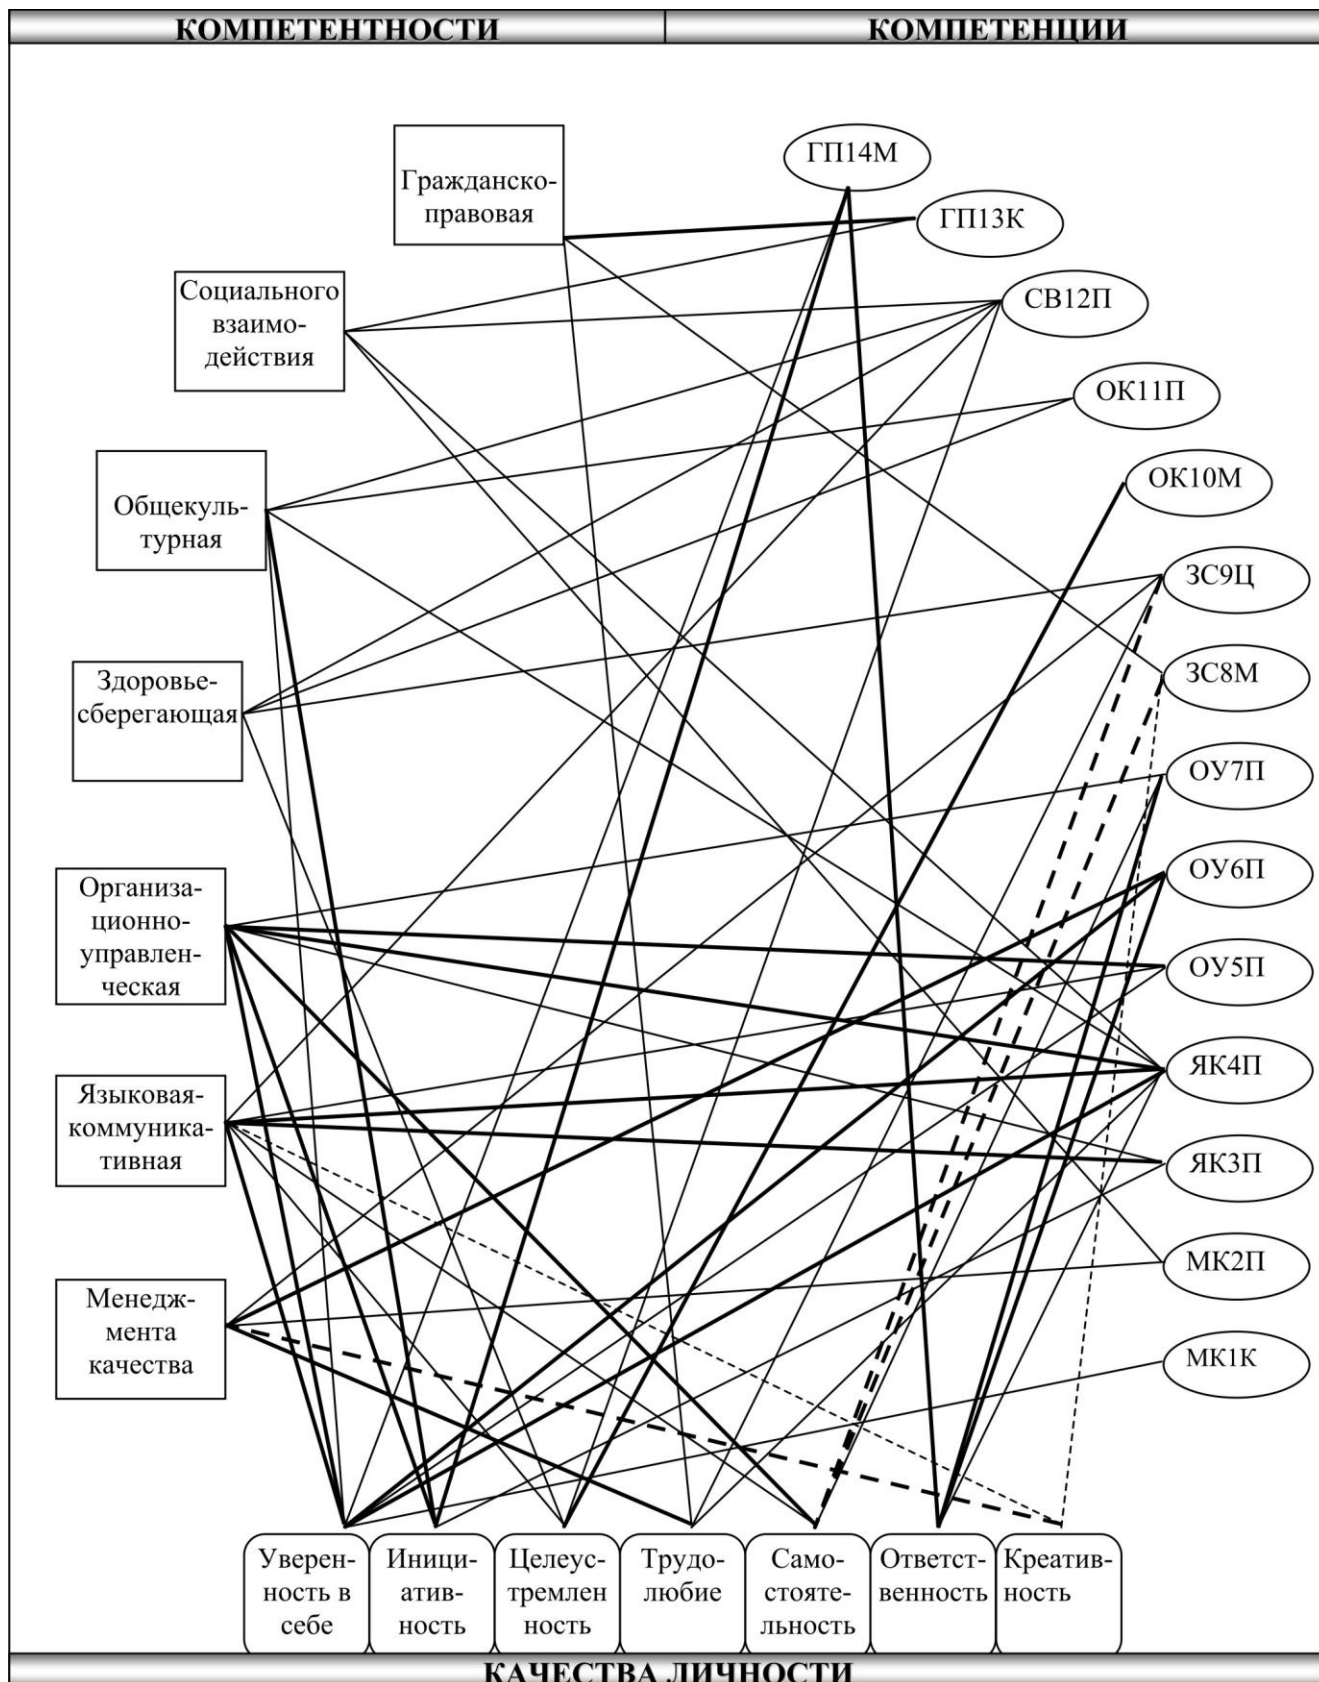 КОМПЕТЕНТНОСТИ
КОМПЕТЕНЦИИ
Гражданско-
правовая
Социального
взаимо-
действия
Общекуль-
турная
Здоровье-
сберегающая
Организа-
ционно-
управлен-
ческая
Языковая-
коммуника-
тивная
Менедж-
мента
качества
ГП14М
ГП13К
СВ12П
ОК11П
ОК10М
ЗС9Ц
ЗС8М
ОУ7П
ОУ6П
ОУ5П
ЯК4П
ЯК3П
МК2П
МК1К
Уверен-
ность в
себе
Иници-
атив-
ность
Целеус-
тремлен
ность
Трудо-
любие
Само-
стояте-
льность
Ответст-
венность
Креатив-
ность
КАЧЕСТВА ЛИЧНОСТИ